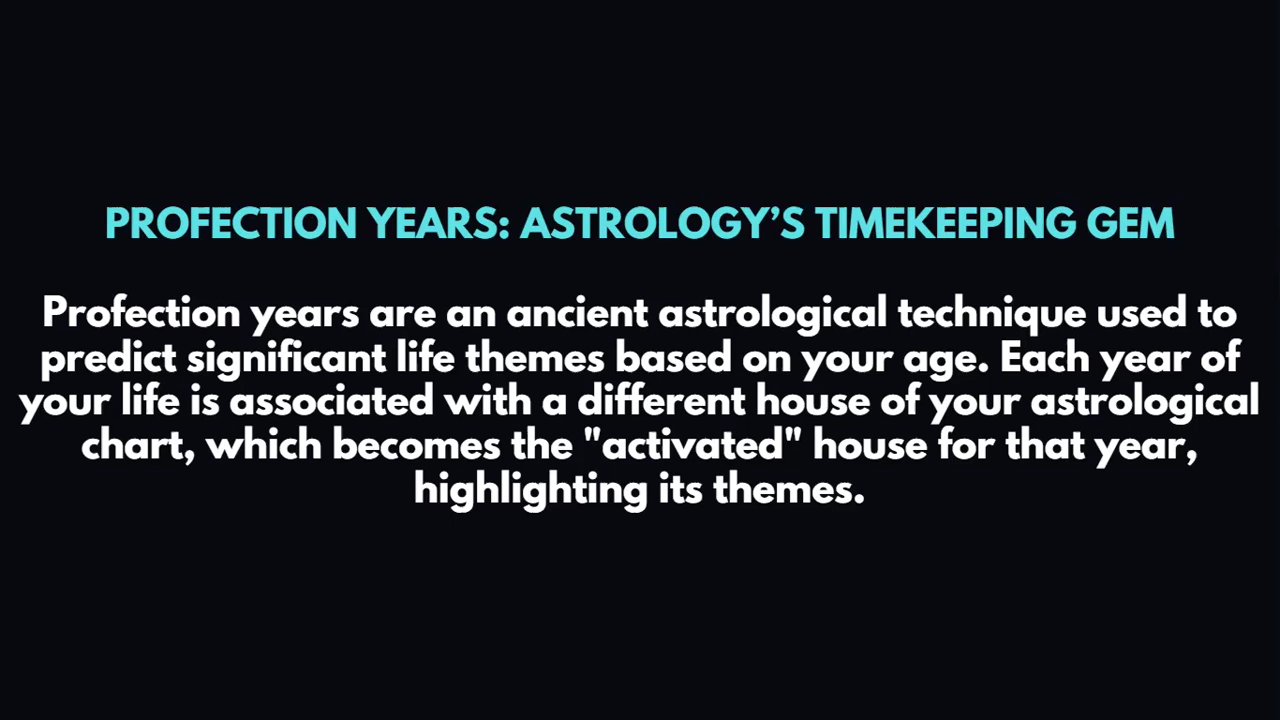 PROFECTION YEARS: ASTROLOGY’S TIMEKEEPING GEM
Profection years are an ancient astrological technique used to
predict significant life themes based on your age. Each year of
your life is associated with a different house of your astrological
chart, which becomes the "activated" house for that year,
highlighting its themes.